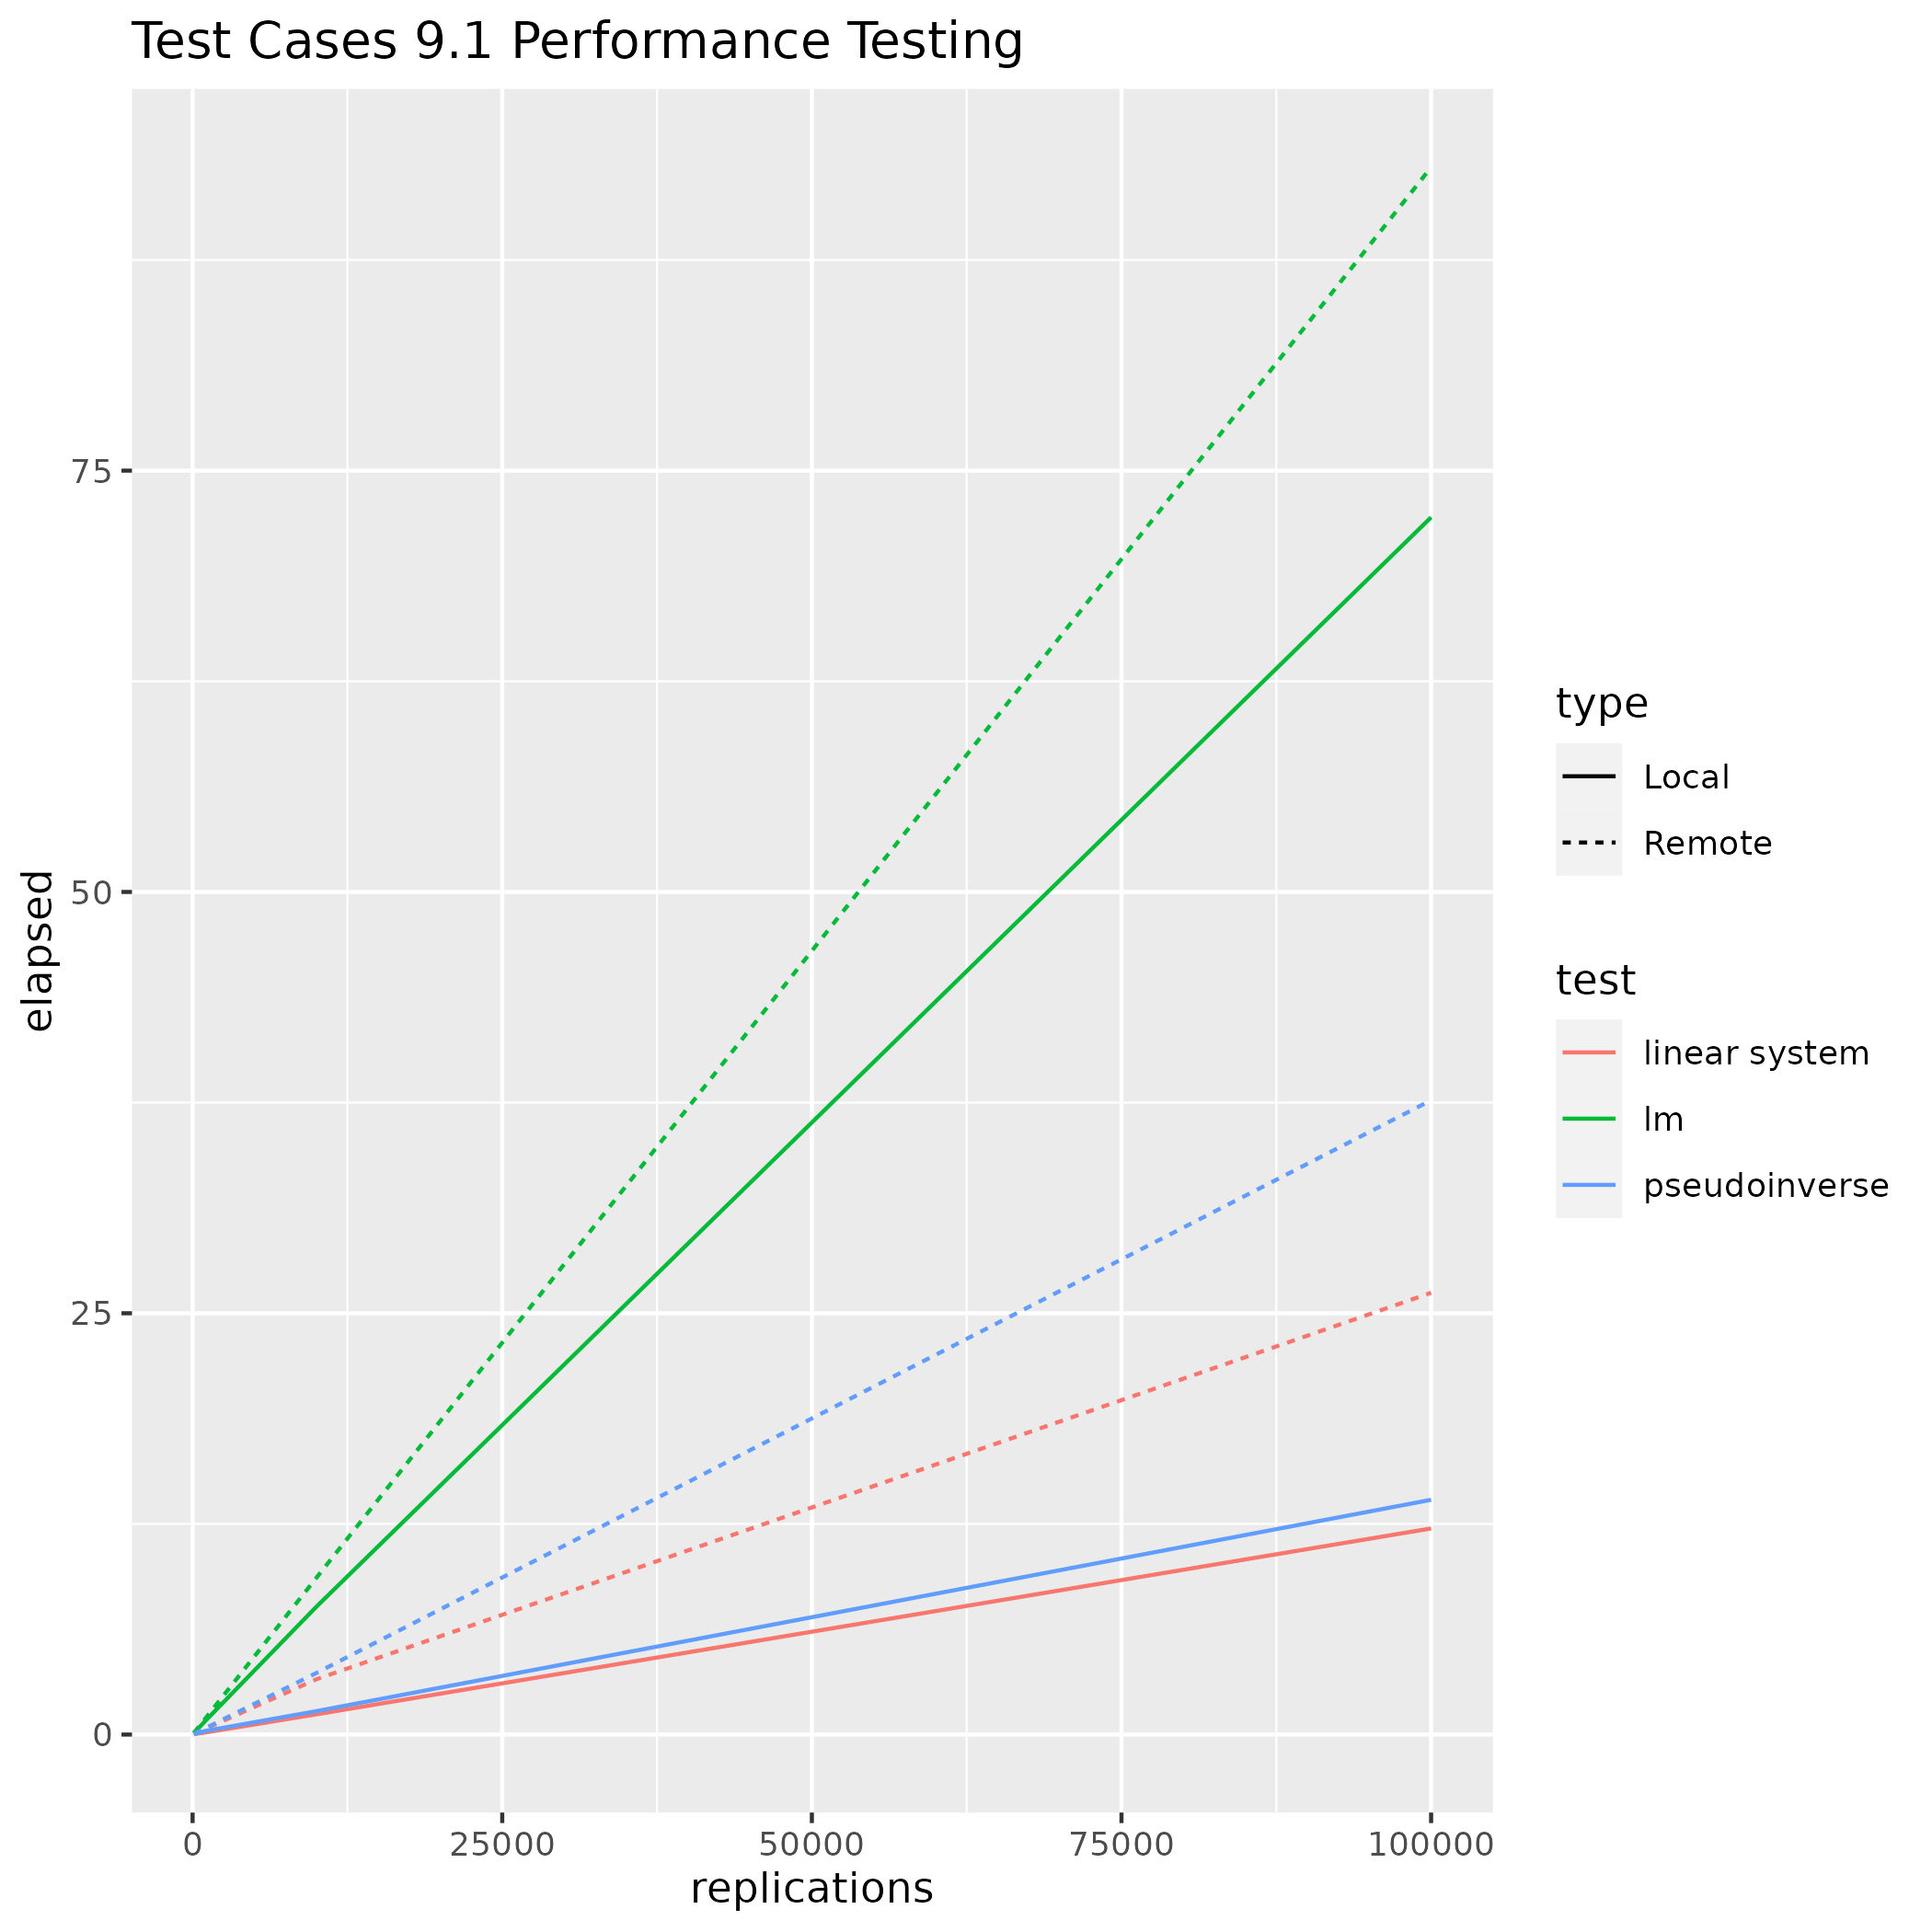 Test Cases 9.1 Performance Testing
elapsed
75
50
25
0
0 25000 50000 75000 100000
replications
type
Local
Remote
test
linear system
lm
pseudoinverse